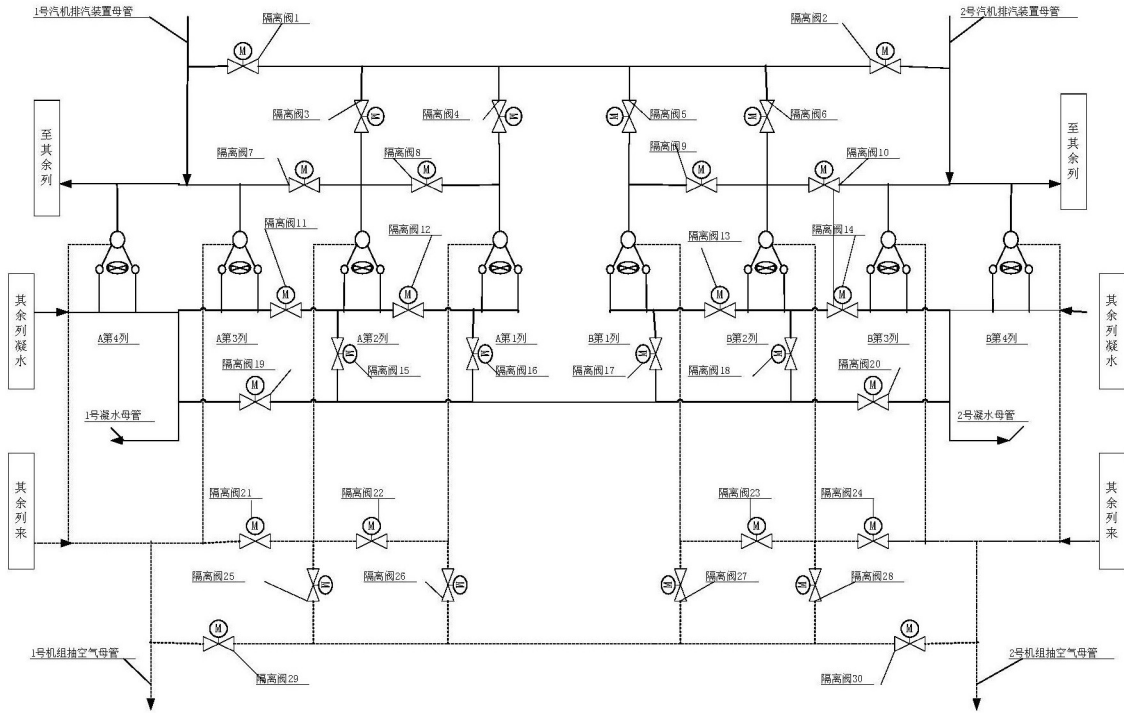 1号汽机排汽装置母管
隔离阀1
隔离阀2
2号汽机排汽装置母管
M
M
隔离阀3
隔离阀4
隔离阀5
隔离阀6
M
M
M
M
至其余列
隔离阀7
隔离阀8
隔离阀9
隔离阀10
至其余列
M
M
M
M
隔离阀11
隔离阀12
隔离阀13
隔离阀14
M
M
M
M
其余列凝水
其余列凝水
A第4列
A第3列
A第2列
A第1列
B第1列
B第2列
B第3列
B第4列
M
M
M
M
隔离阀19
隔离阀15
隔离阀16
隔离阀17
隔离阀18
隔离阀20
M
M
1号凝水母管
2号凝水母管
其余列来
其余列来
隔离阀21
隔离阀22
隔离阀23
隔离阀24
M
M
M
M
隔离阀25
隔离阀26
隔离阀27
隔离阀28
M
M
M
M
M
M
1号机组抽空气母管
隔离阀29
隔离阀30
2号机组抽空气母管